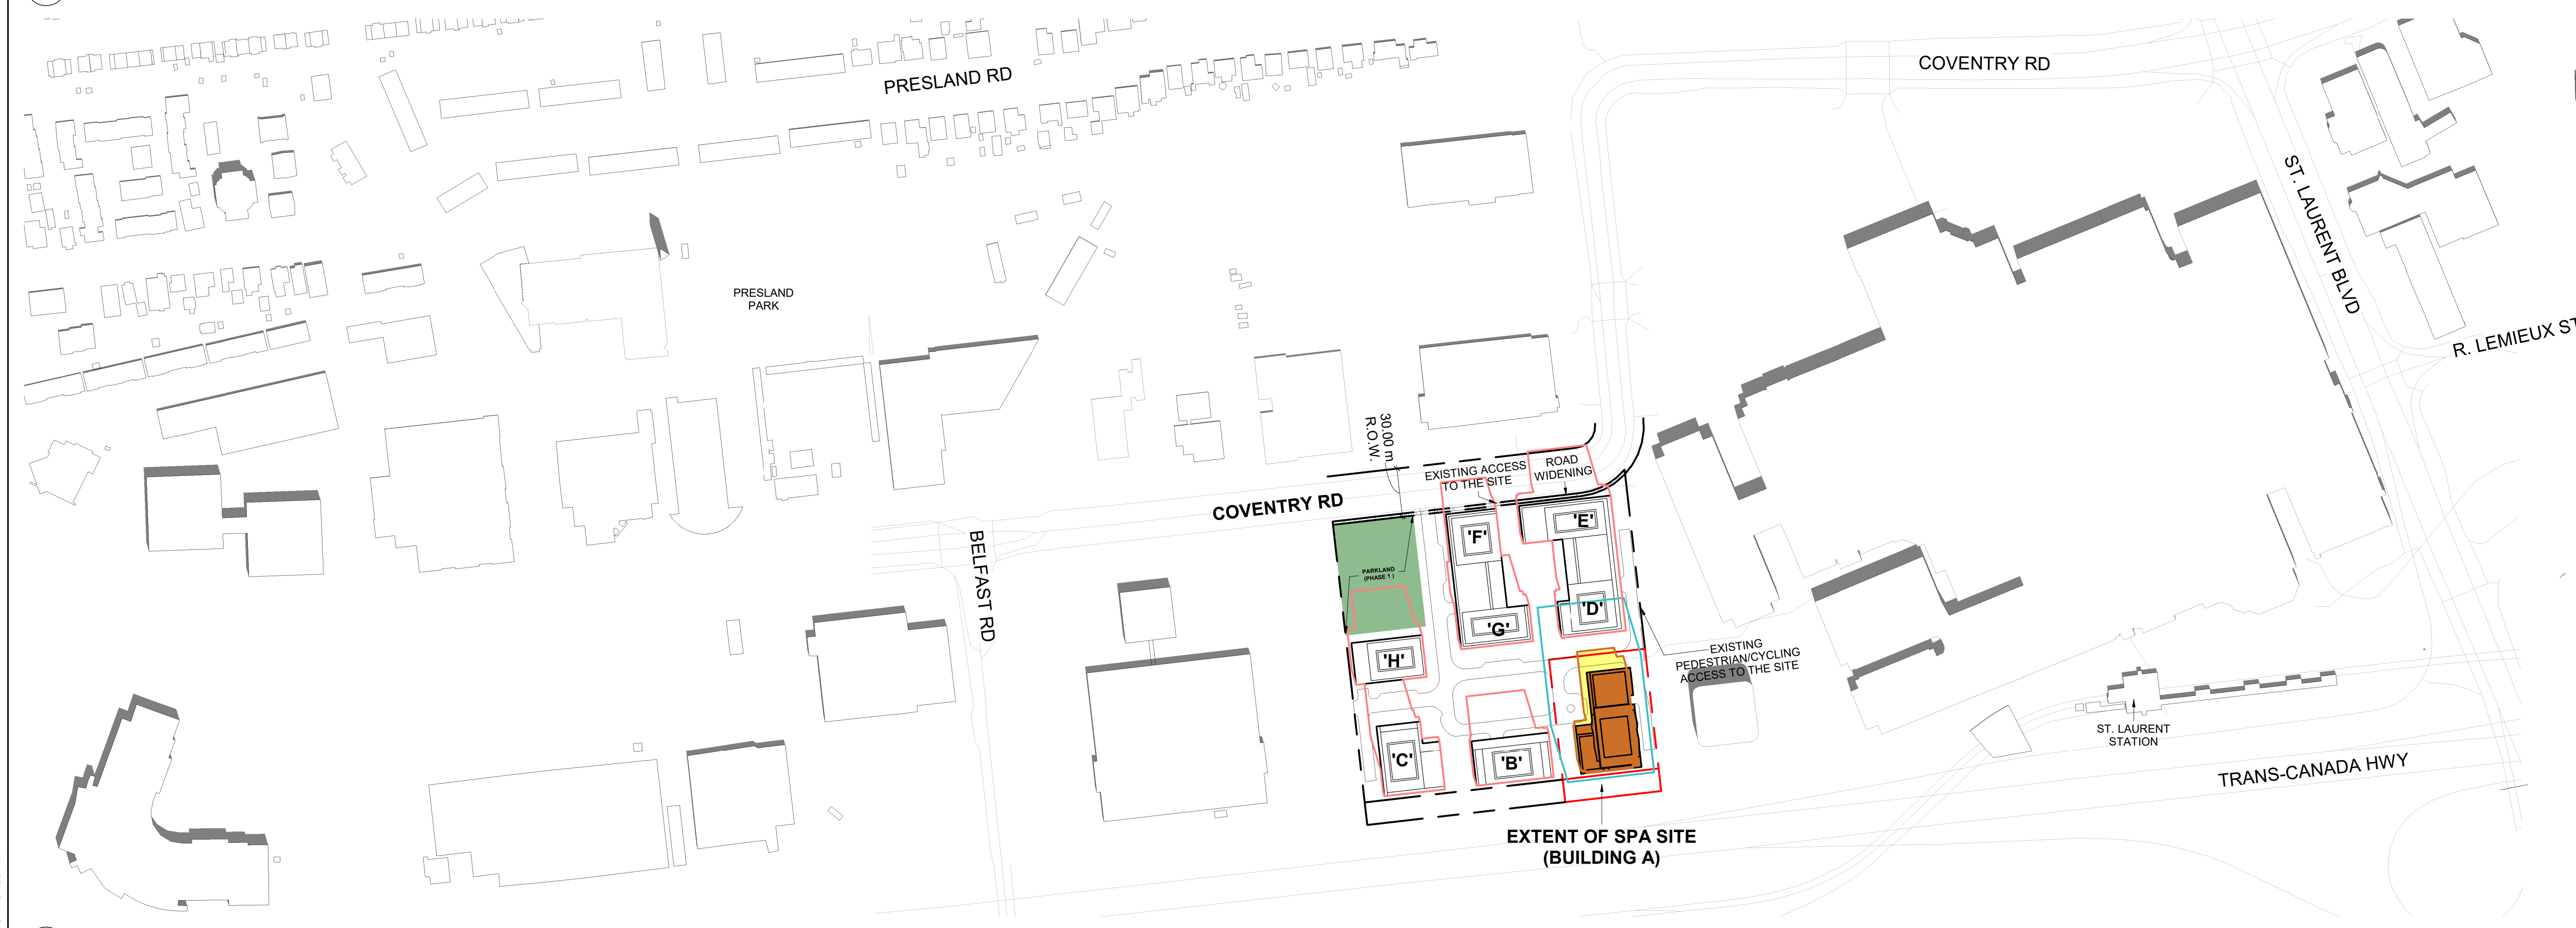 PRESLAND RD
COVENTRY RD
ST. LAURENT BLVD
R. LEMIEUX ST
PRESLAND
PARK
30.00 m
R.O.W.
EXISTING ACCESS
TO THE SITE
ROAD
WIDENING
COVENTRY RD
BELFAST RD
'F'
'E'
PARKLAND
(PHASE 1 )
'D'
'G'
'H'
EXISTING
PEDESTRIAN/CYCLING
ACCESS TO THE SITE
'C'
'B'
ST. LAURENT
STATION
TRANS-CANADA HWY
EXTENT OF SPA SITE
(BUILDING A)